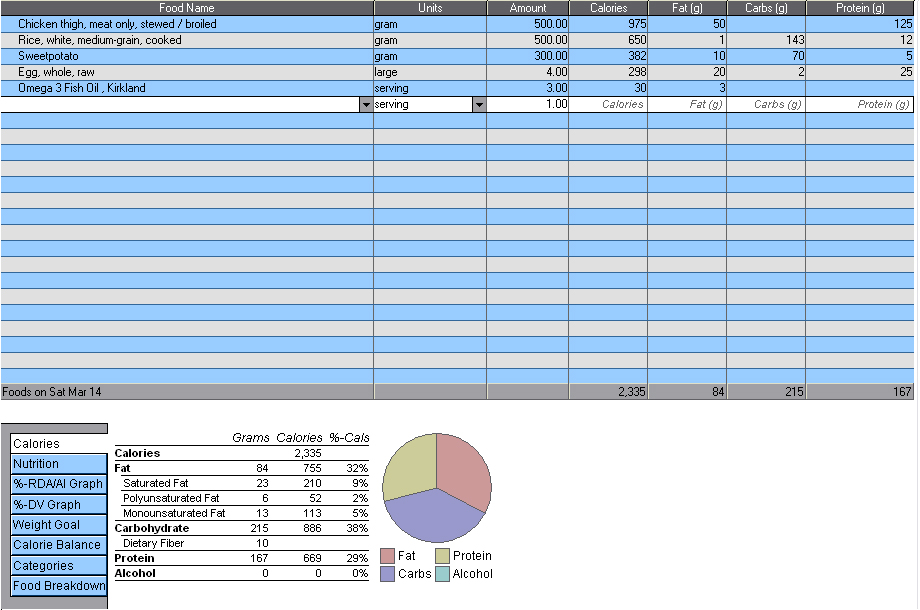 Food Name Units Amount Calories Fat (g) Carbs (g) Protein (g)
Chicken thigh, meat only, stewed / broiled gram 500.00 975 50 125
Rice, white, medium-grain, cooked gram 500.00 650 1 143 12
Sweetpotato gram 300.00 382 10 70 5
Egg, whole, raw large 4.00 298 20 2 25
Omega 3 Fish Oil , Kirkland serving 3.00 30 3
serving 1.00 Calories Fat (g) Carbs (g) Protein (g)
Foods on Sat Mar 14 2,335 84 215 167
Calories
Nutrition
%-RDA/AI Graph
%-DV Graph
Weight Goal
Calorie Balance
Categories
Food Breakdown
Grams Calories %-Cals
Calories 2,335
Fat 84 755 32%
Saturated Fat 23 210 9%
Polyunsaturated Fat 6 52 2%
Monounsaturated Fat 13 113 5%
Carbohydrate 215 886 38%
Dietary Fiber 10
Protein 167 669 29%
Alcohol 0 0 0%
Fat Protein
Carbs Alcohol